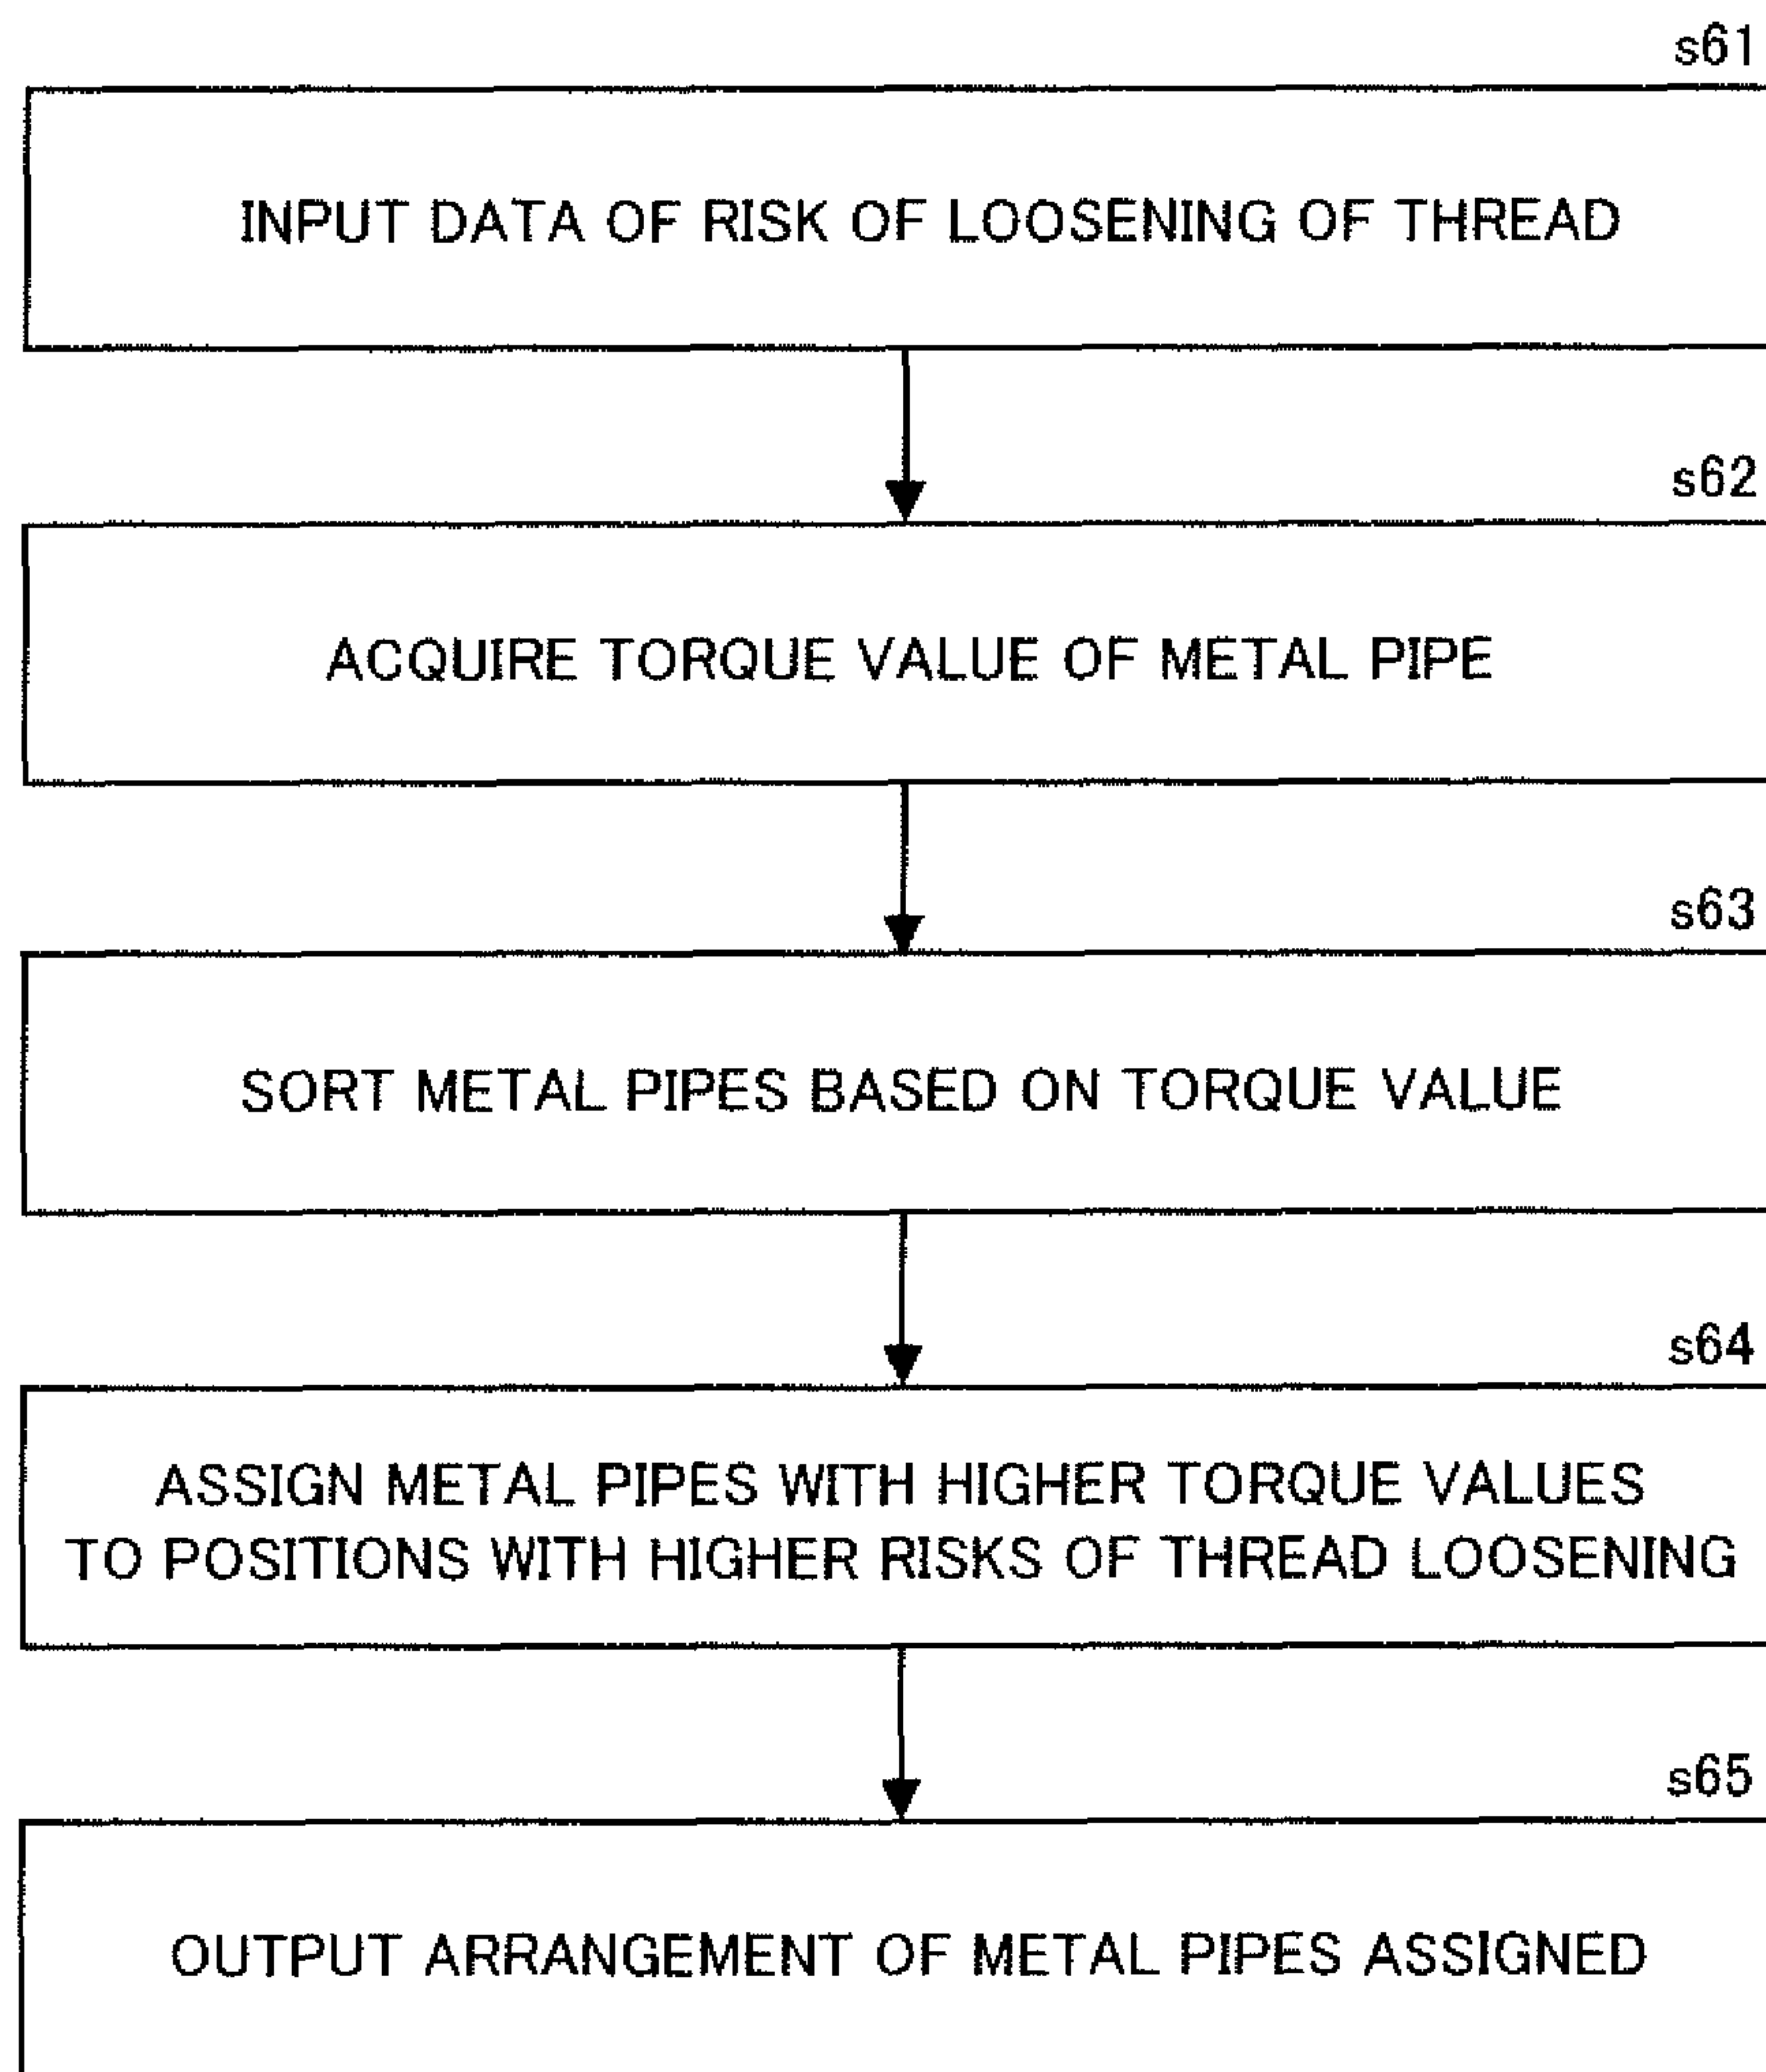 s61
INPUT DATA OF RISK OF LOOSENING OF THREAD
s62
ACQUIRE TORQUE VALUE OF METAL PIPE
s63
SORT METAL PIPES BASED ON TORQUE VALUE
s64
ASSIGN METAL PIPES WITH HIGHER TORQUE VALUES
TO POSITIONS WITH HIGHER RISKS OF THREAD LOOSENING
s65
OUTPUT ARRANGEMENT OF METAL PIPES ASSIGNED